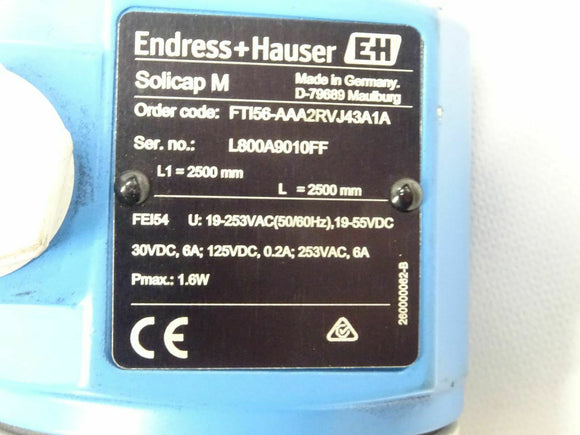 Endress+Hauser EH
Solicap M
Made in Germany.
D-79689 Maulburg
Order code: FTI56-AAA2RVJ43A1A
Ser. no.: L800A9010FF
L1 = 2500 mm
L = 2500 mm
FEI54 U: 19-253VAC(50/60Hz),19-55VDC
30VDC, 6A; 125VDC, 0.2A; 253VAC, 6A
Pmax.: 1.6W
CE
260000062-B